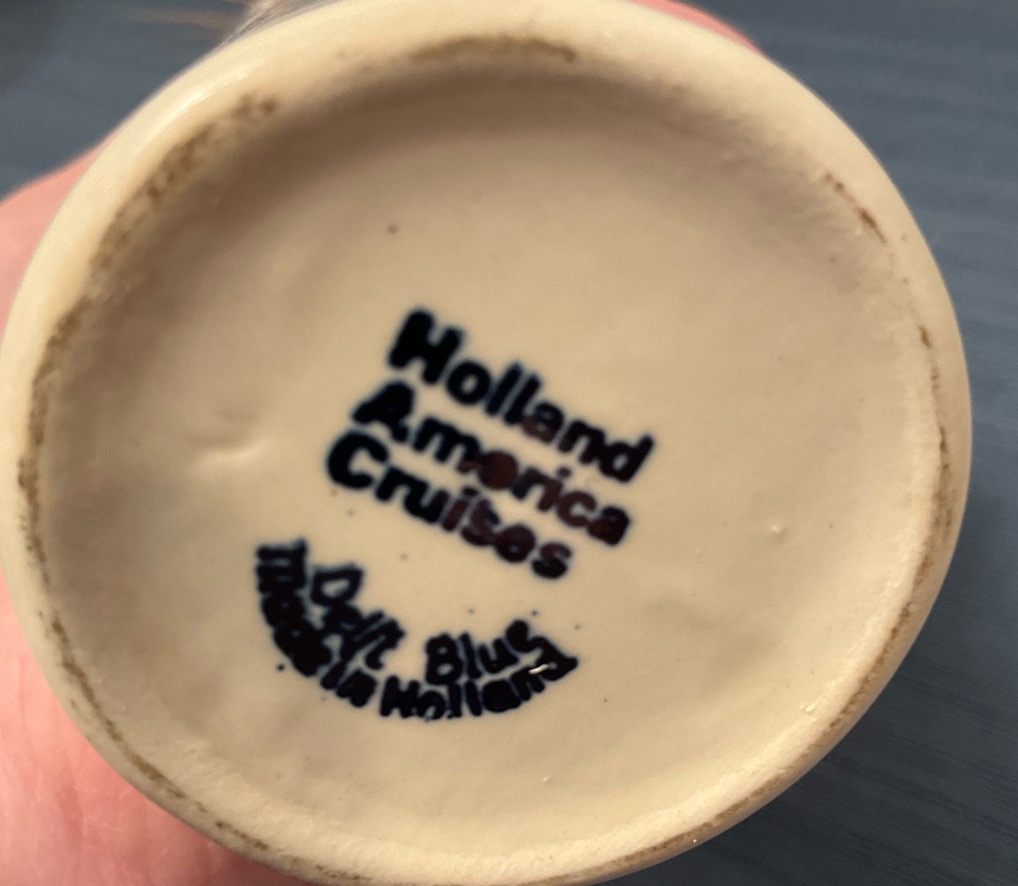 Holland
America
Cruises
Delft Blue
Made in Holland